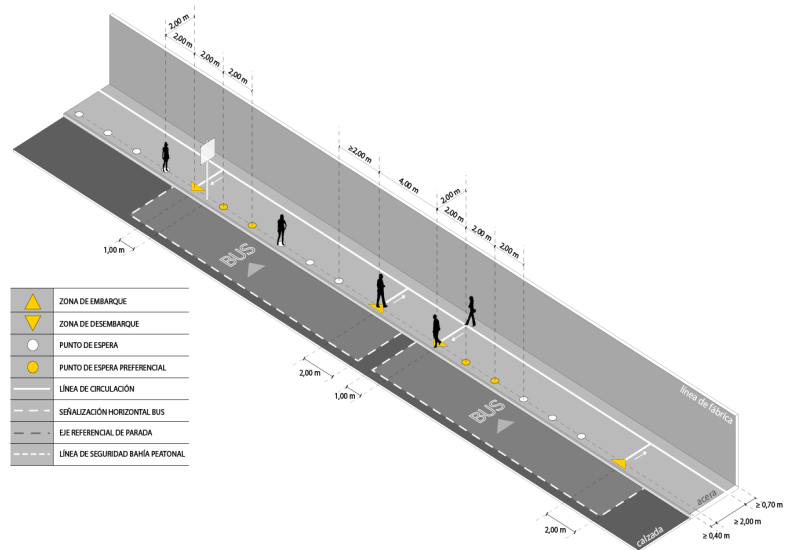 2,00 m
2,00 m
2,00 m
2,00 m
≥2,00 m
4,00 m
2,00 m
2,00 m
2,00 m
2,00 m
1,00 m
BUS
2,00 m
1,00 m
BUS
2,00 m
línea de fábrica
acera
calzada
≥ 0,70 m
≥ 2,00 m
≥ 0,40 m
ZONA DE EMBARQUE
ZONA DE DESEMBARQUE
PUNTO DE ESPERA
PUNTO DE ESPERA PREFERENCIAL
LÍNEA DE CIRCULACIÓN
SEÑALIZACIÓN HORIZONTAL BUS
EJE REFERENCIAL DE PARADA
LÍNEA DE SEGURIDAD BAHÍA PEATONAL